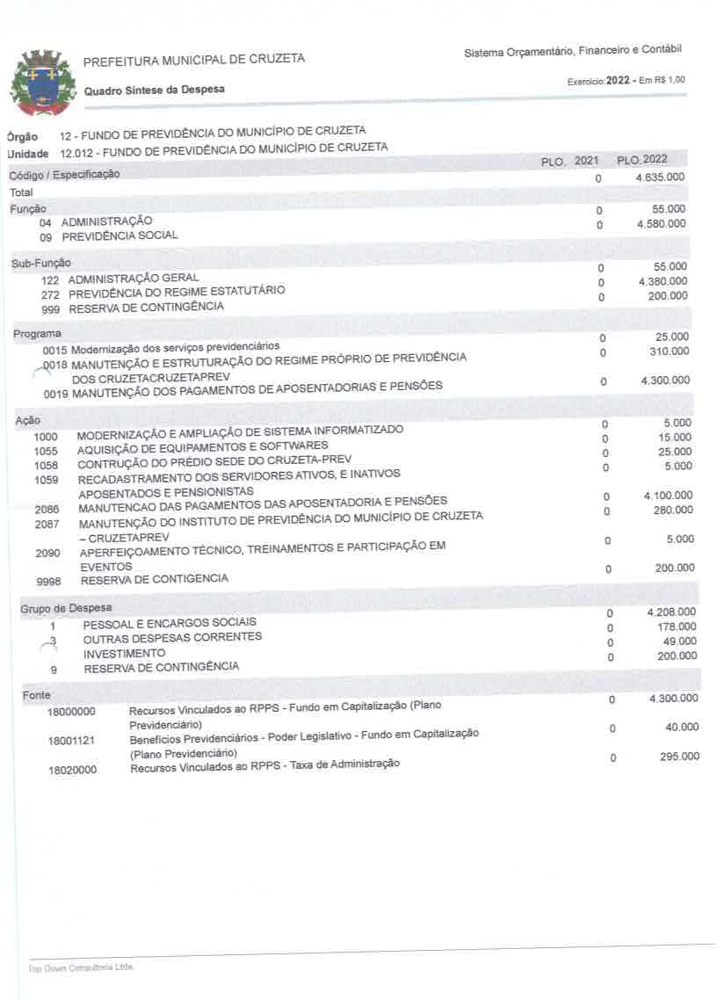 PREFEITURA MUNICIPAL DE CRUZETA
Sistema Orçamentário, Financeiro e Contábil
Quadro Síntese da Despesa
Exercício:2022 - Em R$ 1,00
Órgão 12 - FUNDO DE PREVIDÊNCIA DO MUNICÍPIO DE CRUZETA
Unidade 12.012 - FUNDO DE PREVIDÊNCIA DO MUNICÍPIO DE CRUZETA
Código / Especificação PLO. 2021 PLO.2022
Total 0 4.635.000
Função
04 ADMINISTRAÇÃO 0 55.000
09 PREVIDÊNCIA SOCIAL 0 4.580.000
Sub-Função
122 ADMINISTRAÇÃO GERAL 0 55.000
272 PREVIDÊNCIA DO REGIME ESTATUTÁRIO 0 4.380.000
999 RESERVA DE CONTINGÊNCIA 0 200.000
Programa
0015 Modernização dos serviços previdenciários 0 25.000
0018 MANUTENÇÃO E ESTRUTURAÇÃO DO REGIME PRÓPRIO DE PREVIDÊNCIA 0 310.000
DOS CRUZETACRUZETAPREV
0019 MANUTENÇÃO DOS PAGAMENTOS DE APOSENTADORIAS E PENSÕES 0 4.300.000
Ação
1000 MODERNIZAÇÃO E AMPLIAÇÃO DE SISTEMA INFORMATIZADO 0 5.000
1055 AQUISIÇÃO DE EQUIPAMENTOS E SOFTWARES 0 15.000
1058 CONTRUÇÃO DO PRÉDIO SEDE DO CRUZETA-PREV 0 25.000
1059 RECADASTRAMENTO DOS SERVIDORES ATIVOS, E INATIVOS 0 5.000
APOSENTADOS E PENSIONISTAS
2086 MANUTENCAO DAS PAGAMENTOS DAS APOSENTADORIA E PENSÕES 0 4.100.000
2087 MANUTENÇÃO DO INSTITUTO DE PREVIDÊNCIA DO MUNICÍPIO DE CRUZETA 0 280.000
– CRUZETAPREV
2090 APERFEIÇOAMENTO TÉCNICO, TREINAMENTOS E PARTICIPAÇÃO EM 0 5.000
EVENTOS
9998 RESERVA DE CONTIGENCIA 0 200.000
Grupo de Despesa
1 PESSOAL E ENCARGOS SOCIAIS 0 4.208.000
3 OUTRAS DESPESAS CORRENTES 0 178.000
INVESTIMENTO 0 49.000
9 RESERVA DE CONTINGÊNCIA 0 200.000
Fonte
18000000 Recursos Vinculados ao RPPS - Fundo em Capitalização (Plano 0 4.300.000
Previdenciário)
18001121 Benefícios Previdenciários - Poder Legislativo - Fundo em Capitalização 0 40.000
(Plano Previdenciário)
18020000 Recursos Vinculados ao RPPS - Taxa de Administração 0 295.000
Top Down Consultoria Ltda.